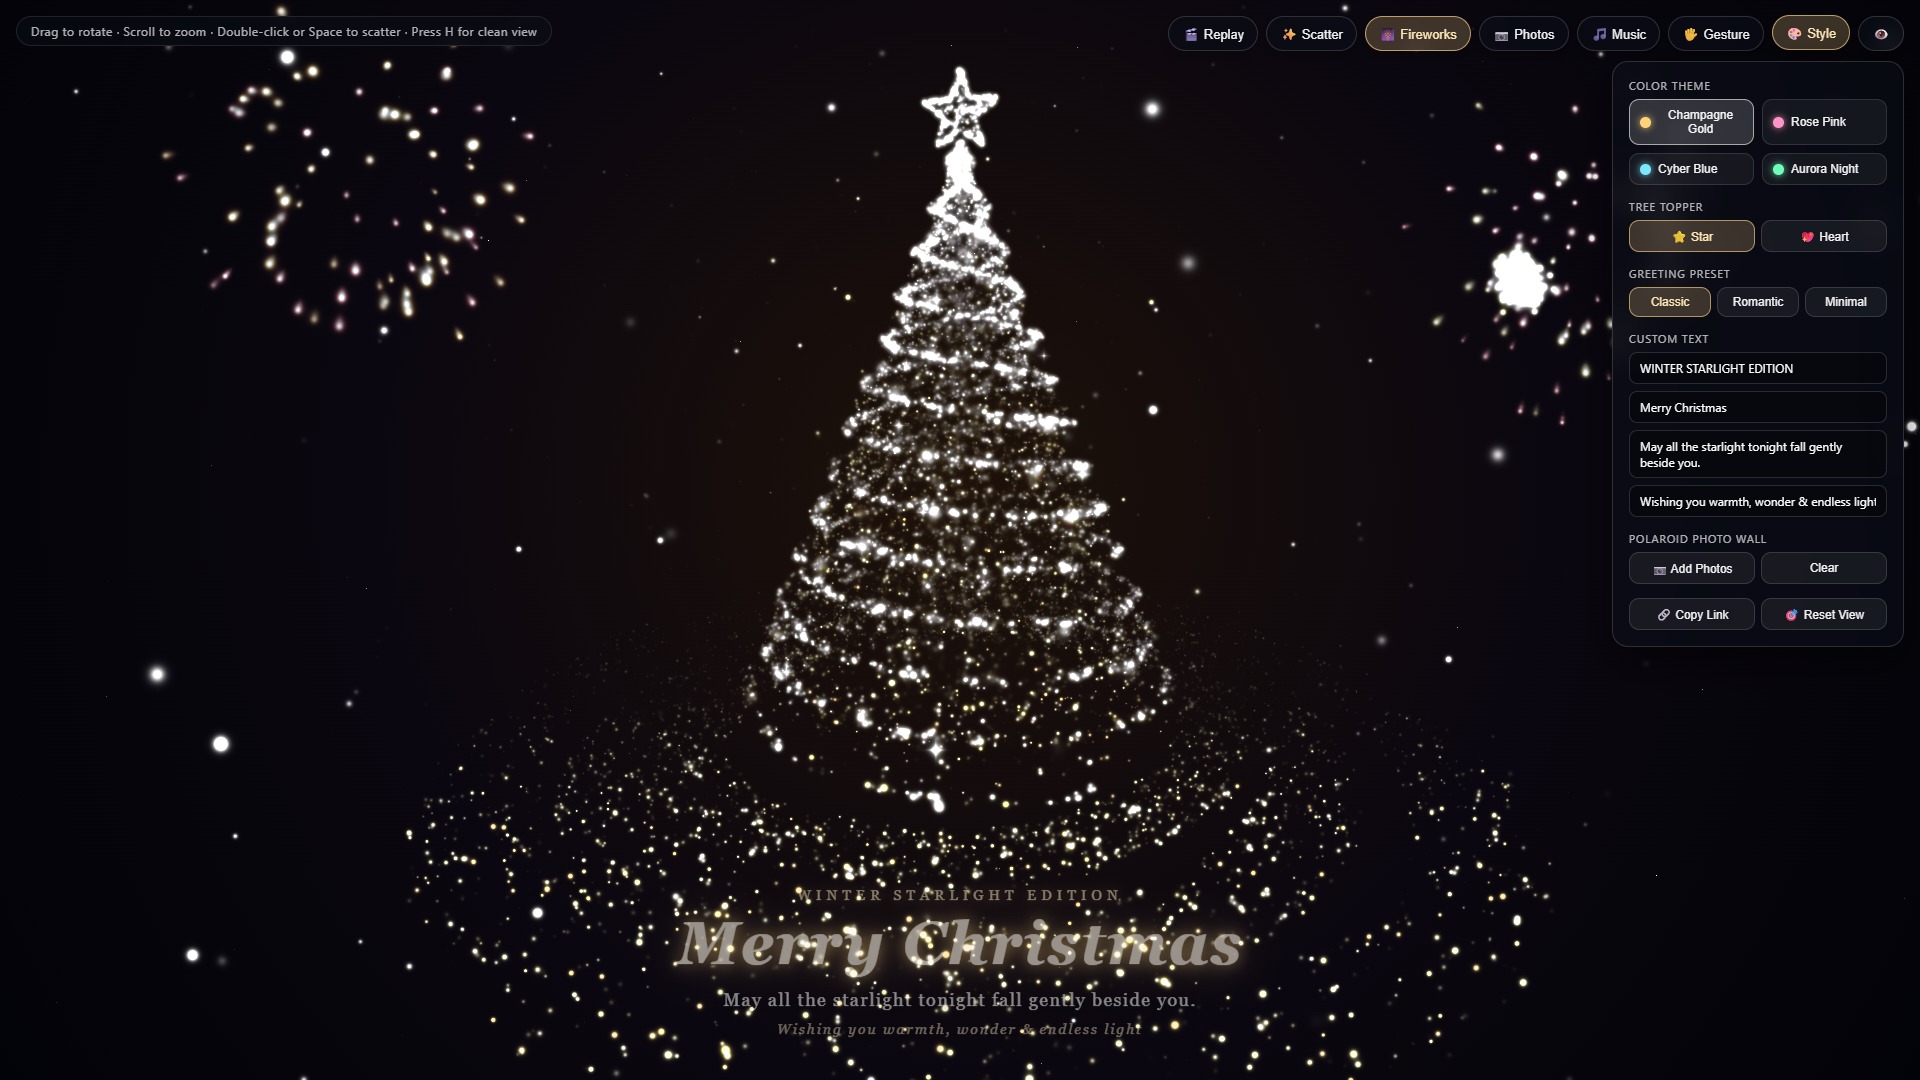 Drag to rotate · Scroll to zoom · Double-click or Space to scatter · Press H for clean view
Replay
Scatter
Fireworks
Photos
Music
Gesture
Style
COLOR THEME
Champagne
Gold
Rose Pink
Cyber Blue
Aurora Night
TREE TOPPER
Star
Heart
GREETING PRESET
Classic
Romantic
Minimal
CUSTOM TEXT
WINTER STARLIGHT EDITION
Merry Christmas
May all the starlight tonight fall gently
beside you.
Wishing you warmth, wonder & endless light
POLAROID PHOTO WALL
Add Photos
Clear
Copy Link
Reset View
WINTER STARLIGHT EDITION
Merry Christmas
May all the starlight tonight fall gently beside you.
Wishing you warmth, wonder & endless light